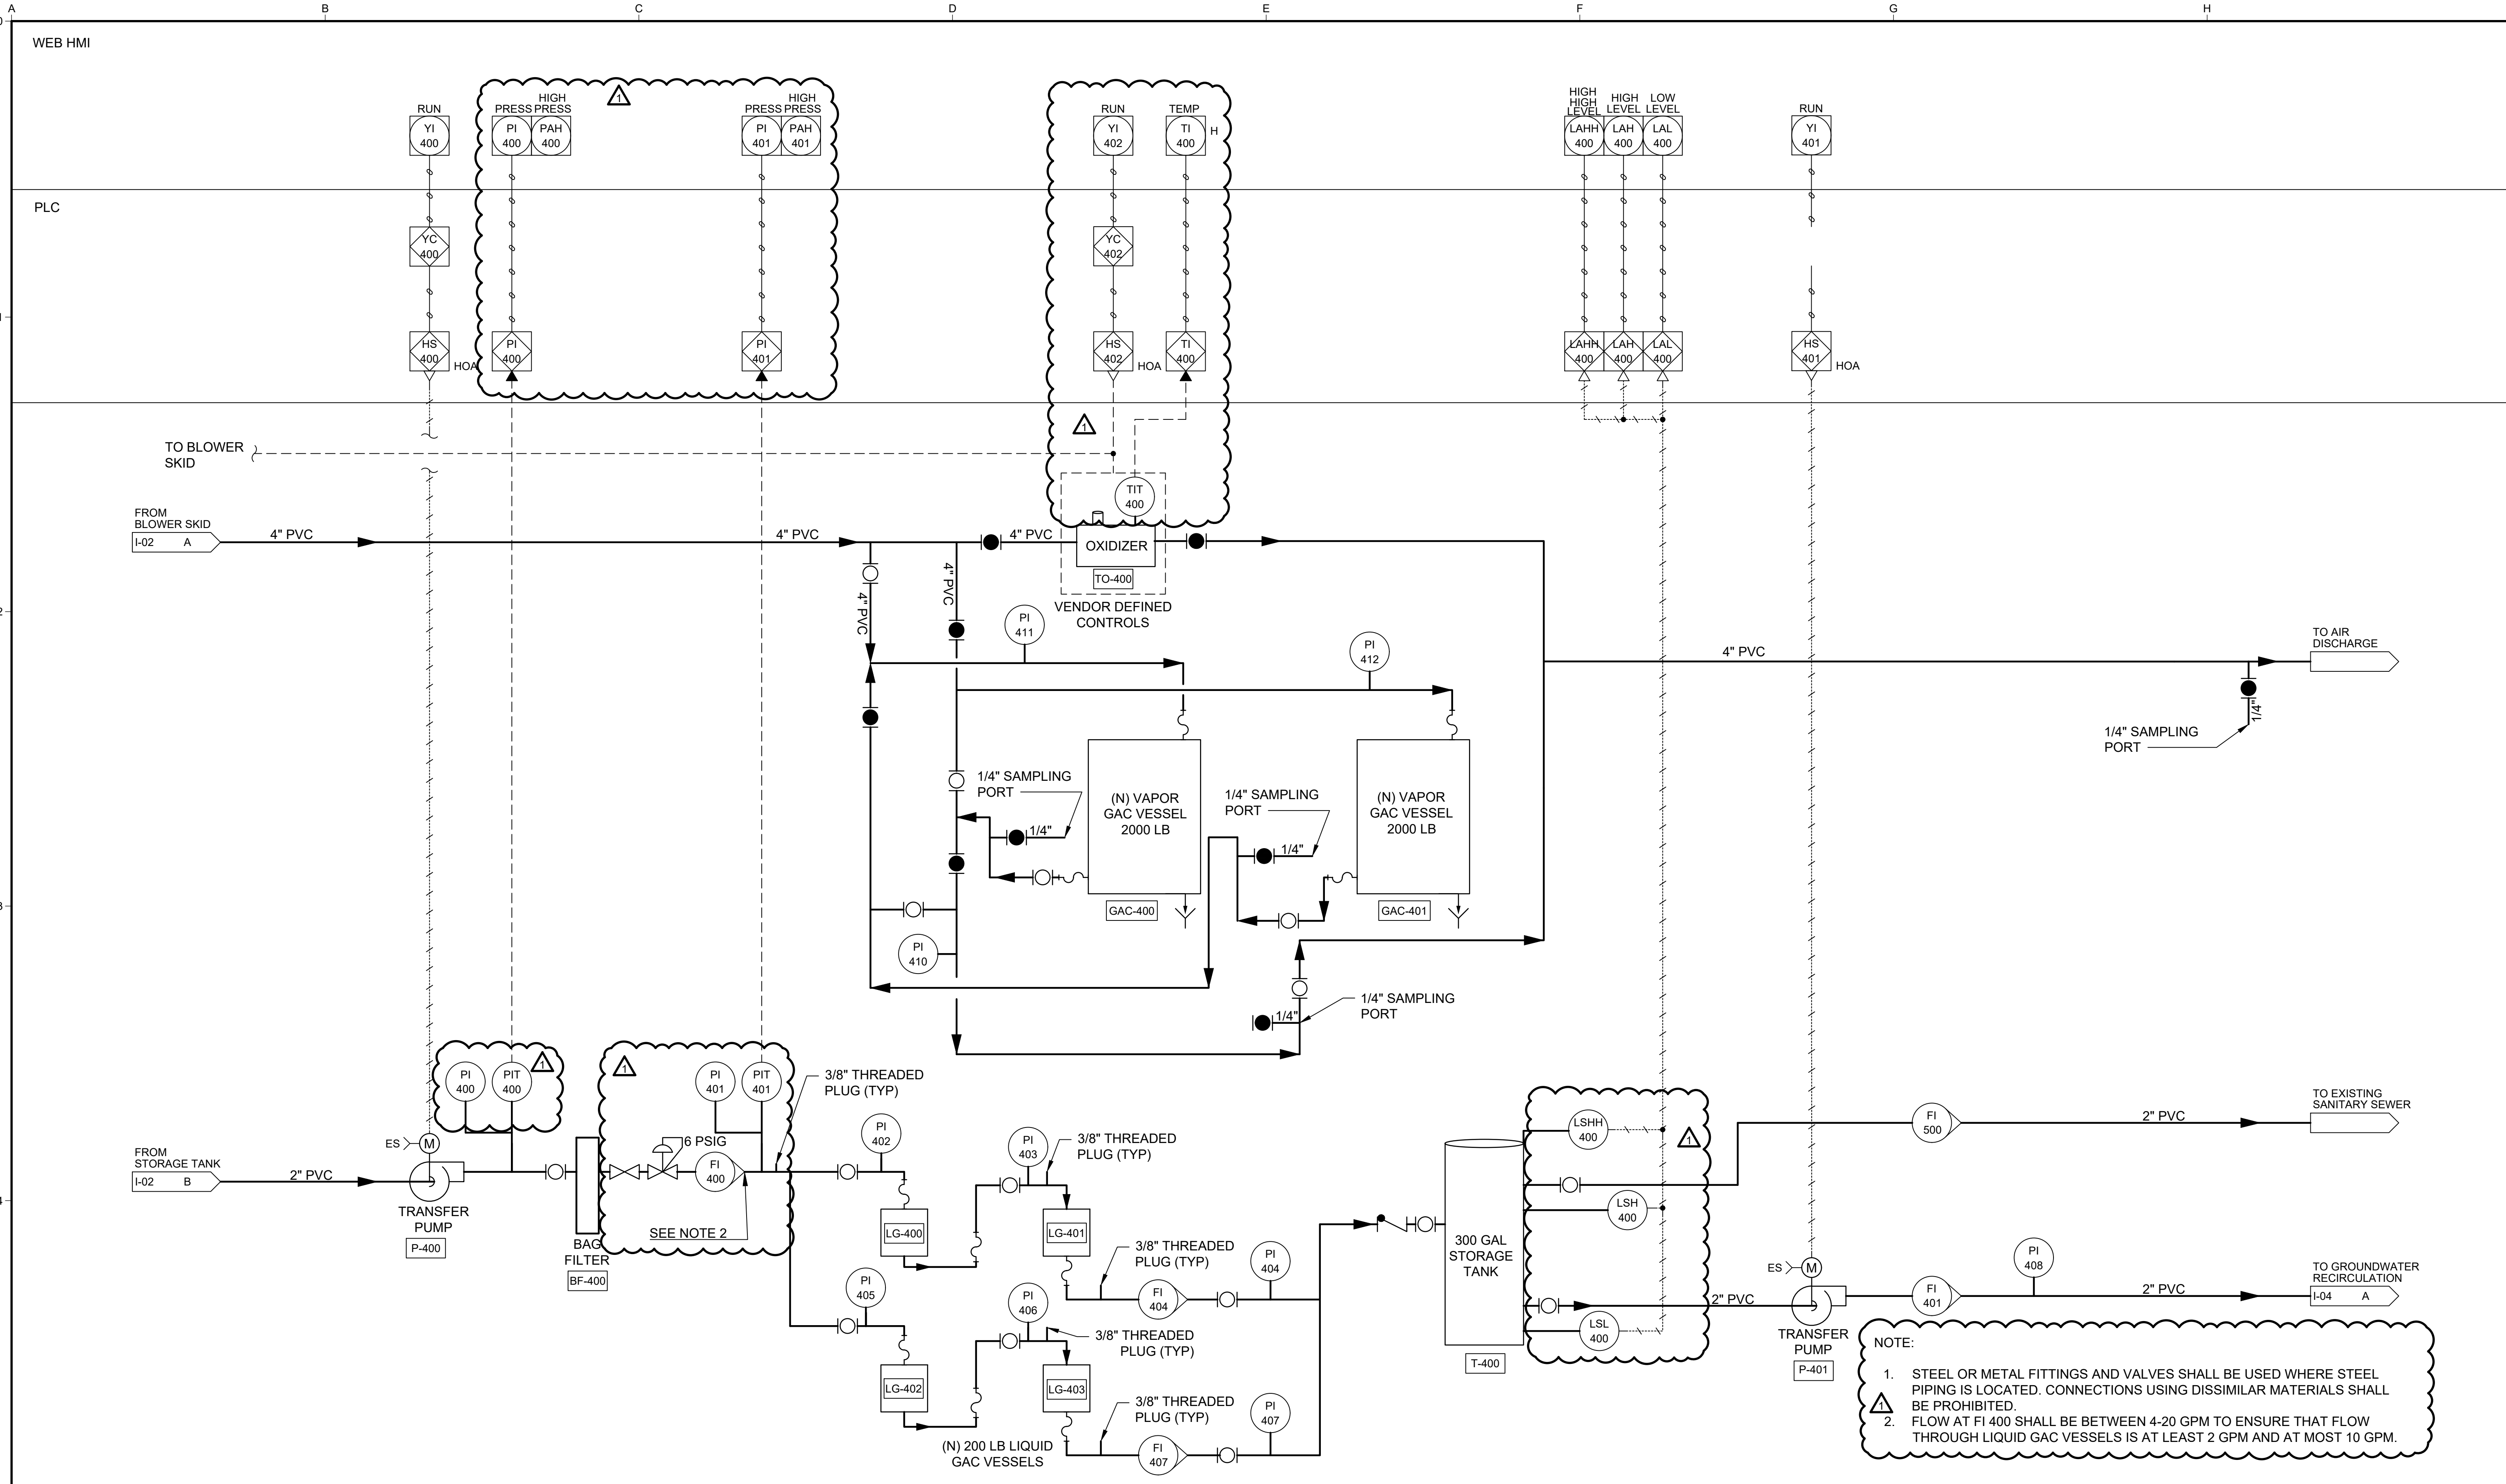 A B C D E F G H
WEB HMI
RUN
YI
400
PRESS
HIGH
PRESS
PI
400
PAH
400
1
PRESS
HIGH
PRESS
PI
401
PAH
401
RUN
YI
402
TEMP
TI
400
H
HIGH
HIGH
LEVEL
HIGH
LEVEL
LOW
LEVEL
LAHH
400
LAH
400
LAL
400
RUN
YI
401
PLC
YC
400
YC
402
HS
400
HOA
PI
400
PI
401
HS
402
HOA
TI
400
LAHH
400
LAH
400
LAL
400
HS
401
HOA
1
TO BLOWER
SKID
TIT
400
FROM
BLOWER SKID
I-02 A
4" PVC
4" PVC
4" PVC
OXIDIZER
TO-400
VENDOR DEFINED
CONTROLS
4" PVC
4" PVC
PI
411
PI
412
4" PVC
TO AIR
DISCHARGE
1/4"
1/4" SAMPLING
PORT
1/4" SAMPLING
PORT
1/4"
(N) VAPOR
GAC VESSEL
2000 LB
GAC-400
1/4" SAMPLING
PORT
1/4"
(N) VAPOR
GAC VESSEL
2000 LB
GAC-401
PI
410
1/4" SAMPLING
PORT
1/4"
PI
400
PIT
400
1
1
PI
401
PIT
401
3/8" THREADED
PLUG (TYP)
FROM
STORAGE TANK
I-02 B
2" PVC
ES
M
TRANSFER
PUMP
P-400
BAG
FILTER
BF-400
6 PSIG
FI
400
SEE NOTE 2
PI
402
LG-400
PI
403
3/8" THREADED
PLUG (TYP)
LG-401
3/8" THREADED
PLUG (TYP)
FI
404
PI
404
PI
405
LG-402
PI
406
3/8" THREADED
PLUG (TYP)
LG-403
3/8" THREADED
PLUG (TYP)
FI
407
PI
407
(N) 200 LB LIQUID
GAC VESSELS
300 GAL
STORAGE
TANK
T-400
LSHH
400
1
LSH
400
LSL
400
2" PVC
ES
M
TRANSFER
PUMP
P-401
FI
500
2" PVC
TO EXISTING
SANITARY SEWER
FI
401
PI
408
2" PVC
TO GROUNDWATER
RECIRCULATION
I-04 A
NOTE:
1. STEEL OR METAL FITTINGS AND VALVES SHALL BE USED WHERE STEEL
PIPING IS LOCATED. CONNECTIONS USING DISSIMILAR MATERIALS SHALL
BE PROHIBITED.
1
2. FLOW AT FI 400 SHALL BE BETWEEN 4-20 GPM TO ENSURE THAT FLOW
THROUGH LIQUID GAC VESSELS IS AT LEAST 2 GPM AND AT MOST 10 GPM.